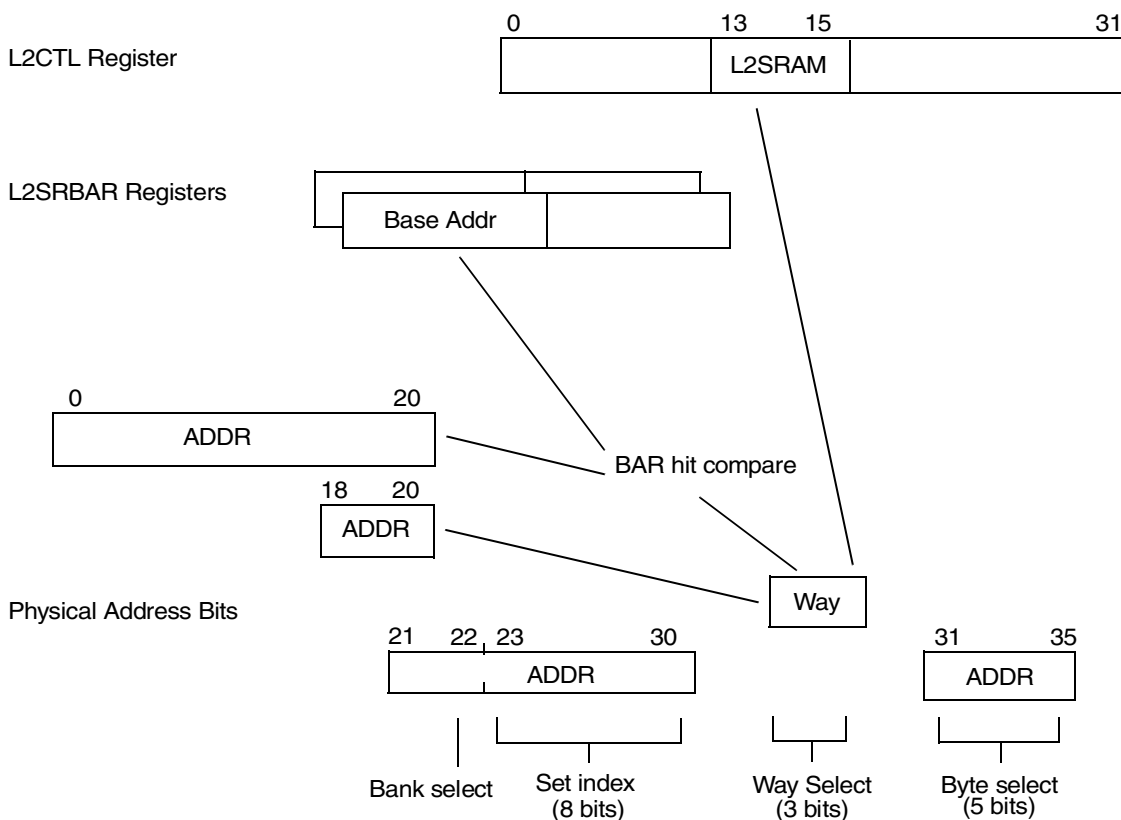 0 13 15 31
L2CTL Register
L2SRAM
L2SRBAR Registers
Base Addr
0 20
ADDR
BAR hit compare
18 20
ADDR
Way
Physical Address Bits
21 22 23 30 31 35
ADDR ADDR
Bank select Set index Way Select Byte select
(8 bits) (3 bits) (5 bits)